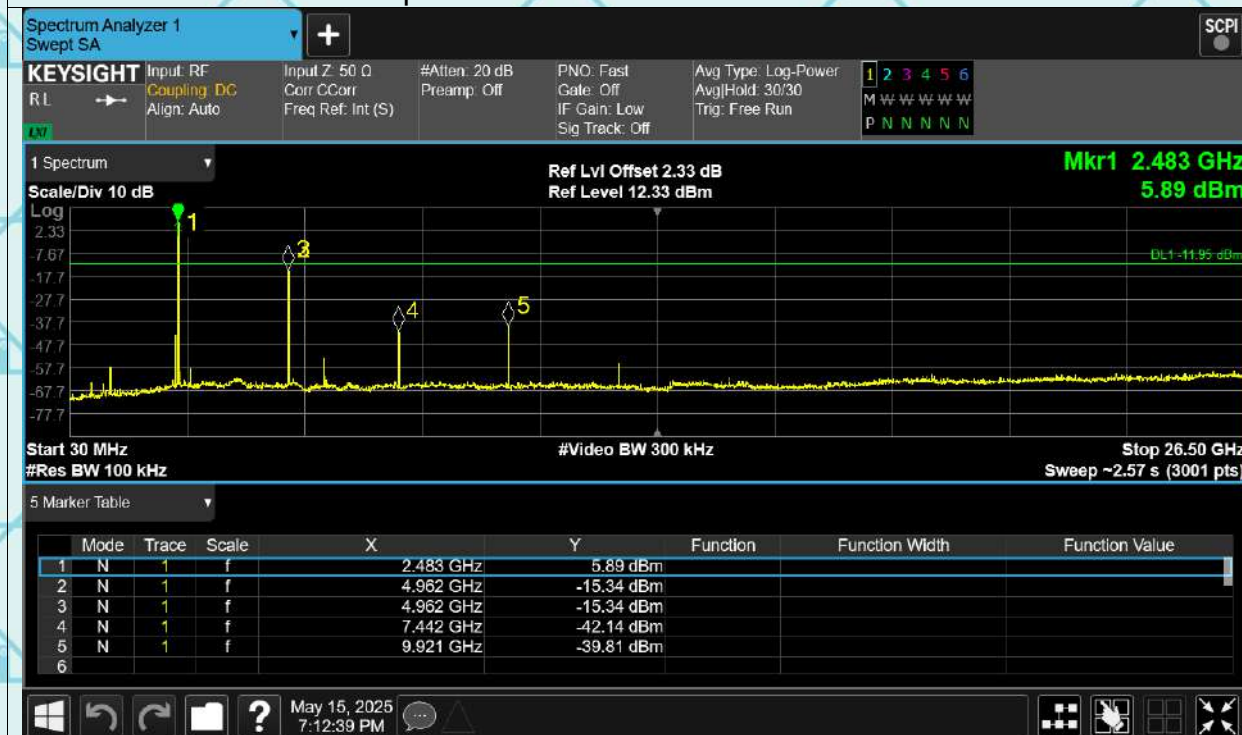 Spectrum Analyzer 1
Swept SA
+
SCPI
KEYSIGHT
RL
LXI
Input: RF
Coupling: DC
Align: Auto
Input Z: 50 Ω
Corr CCorr
Freq Ref: Int (S)
#Atten: 20 dB
Preamp: Off
PNO: Fast
Gate: Off
IF Gain: Low
Sig Track: Off
Avg Type: Log-Power
Avg|Hold: 30/30
Trig: Free Run
1 2 3 4 5 6
M W W W W W
P N N N N N
1 Spectrum
Scale/Div 10 dB
Ref Lvl Offset 2.33 dB
Ref Level 12.33 dBm
Mkr1 2.483 GHz
5.89 dBm
Log
2.33
-7.67
-17.7
-27.7
-37.7
-47.7
-57.7
-67.7
-77.7
1
3
4
5
DL1 -11.95 dBm
Start 30 MHz
#Video BW 300 kHz
Stop 26.50 GHz
#Res BW 100 kHz
Sweep ~2.57 s (3001 pts)
5 Marker Table
Mode Trace Scale X Y Function Function Width Function Value
1 N 1 f 2.483 GHz 5.89 dBm
2 N 1 f 4.962 GHz -15.34 dBm
3 N 1 f 4.962 GHz -15.34 dBm
4 N 1 f 7.442 GHz -42.14 dBm
5 N 1 f 9.921 GHz -39.81 dBm
6
?
May 15, 2025
7:12:39 PM